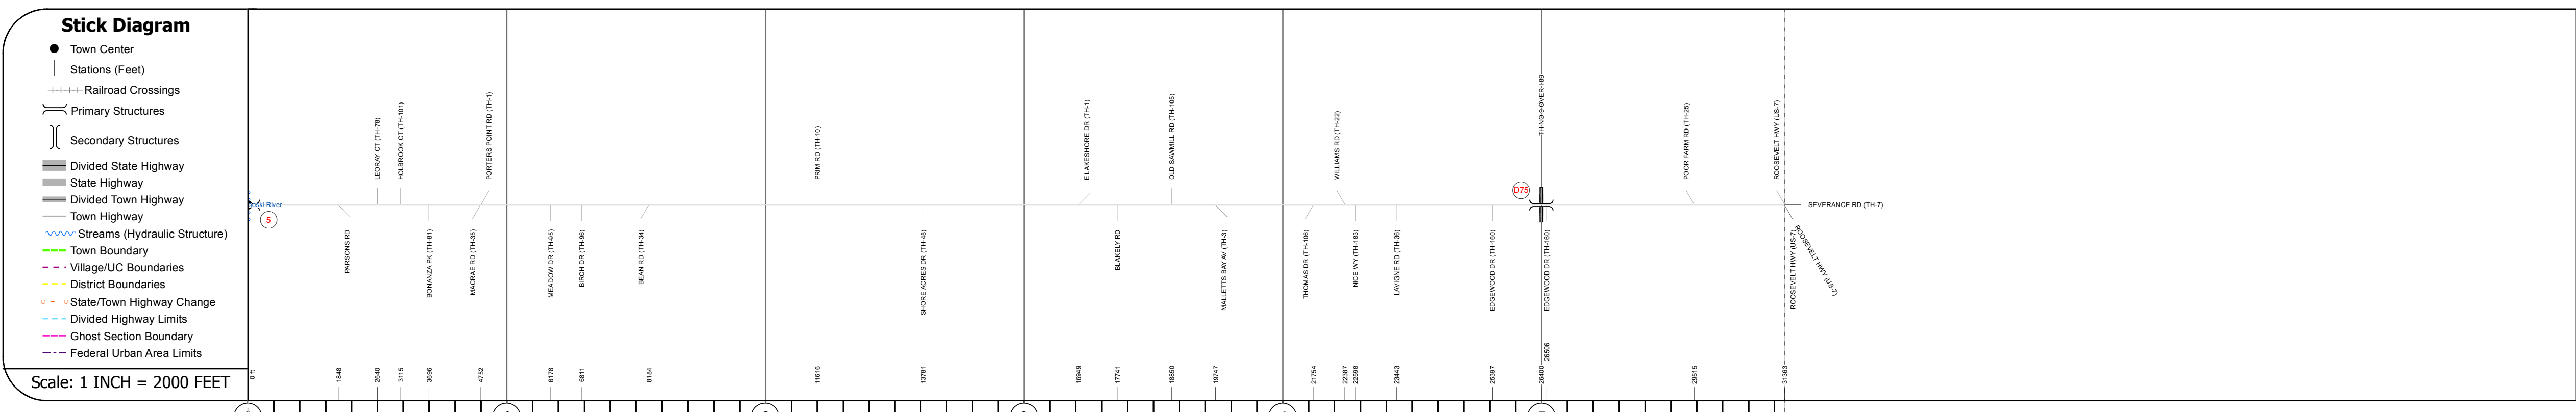 Stick Diagram
Town Center
Stations (Feet)
Railroad Crossings
Primary Structures
Secondary Structures
Divided State Highway
State Highway
Divided Town Highway
Town Highway
Streams (Hydraulic Structure)
Town Boundary
Village/UC Boundaries
District Boundaries
State/Town Highway Change
Divided Highway Limits
Ghost Section Boundary
Federal Urban Area Limits
Scale: 1 INCH = 2000 FEET
River
5
PARSONS RD
LEORAY CT (TH-78)
HOLBROOK CT (TH-101)
BONANZA PK (TH-81)
MACRAE RD (TH-35)
PORTERS POINT RD (TH-1)
MEADOW DR (TH-95)
BIRCH DR (TH-96)
BEAN RD (TH-34)
PRIM RD (TH-10)
SHORE ACRES DR (TH-48)
E LAKESHORE DR (TH-1)
BLAKELY RD
OLD SAWMILL RD (TH-105)
MALLETTS BAY AV (TH-3)
THOMAS DR (TH-106)
WILLIAMS RD (TH-22)
NICE WY (TH-183)
LAVIGNE RD (TH-36)
EDGEWOOD DR (TH-160)
D75
TH NO 9 OVER I 89
EDGEWOOD DR (TH-160)
POOR FARM RD (TH-25)
ROOSEVELT HWY (US-7)
SEVERANCE RD (TH-7)
ROOSEVELT HWY (US-7)
ROOSEVELT HWY (US-7)
0 ft
1848
2640
3115
3696
4752
6178
6811
8184
11616
13781
16949
17741
18850
19747
21754
22387
22598
23443
25397
26400
26506
29515
31363